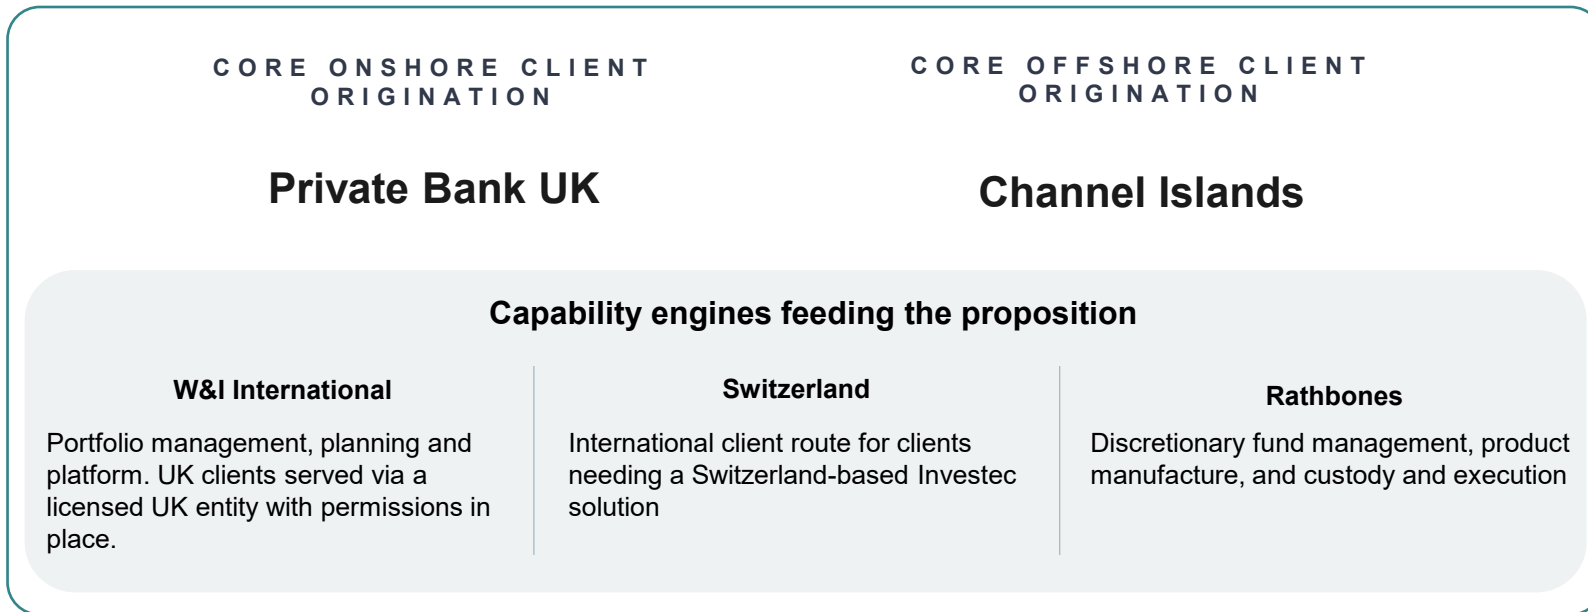 CORE ONSHORE CLIENT
ORIGINATION
Private Bank UK
CORE OFFSHORE CLIENT
ORIGINATION
Channel Islands
Capability engines feeding the proposition
W&I International
Portfolio management, planning and
platform. UK clients served via a
licensed UK entity with permissions in
place.
Switzerland
International client route for clients
needing a Switzerland-based Investec
solution
Rathbones
Discretionary fund management, product
manufacture, and custody and execution